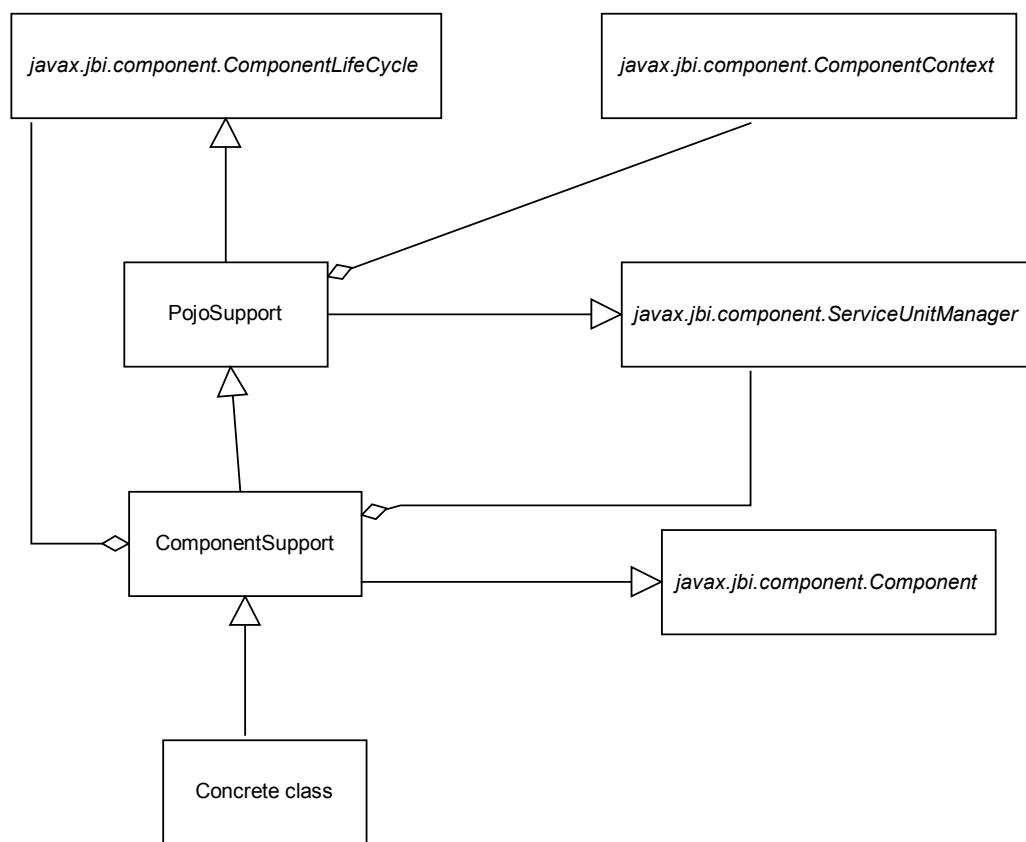 javax.jbi.component.ComponentLifeCycle
javax.jbi.component.ComponentContext
PojoSupport
javax.jbi.component.ServiceUnitManager
ComponentSupport
javax.jbi.component.Component
Concrete class